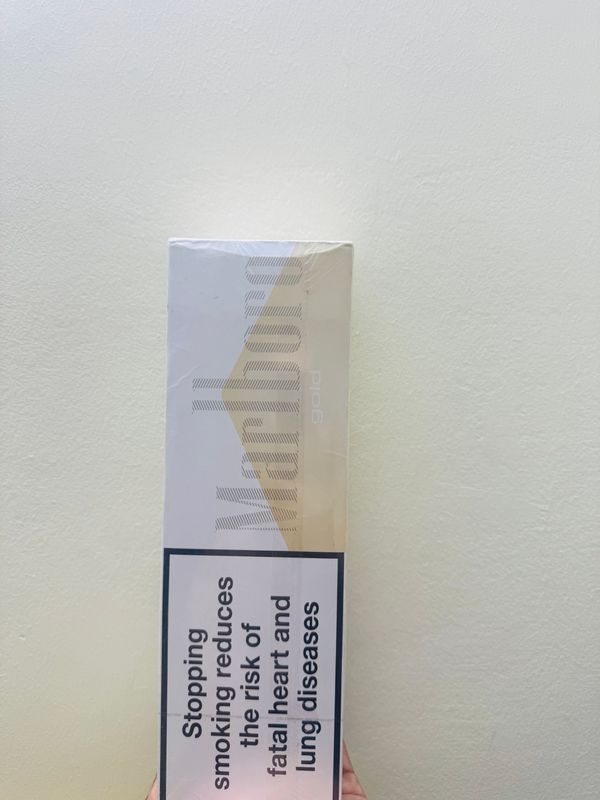 Marlboro
gold
Stopping
smoking reduces
the risk of
fatal heart and
lung diseases